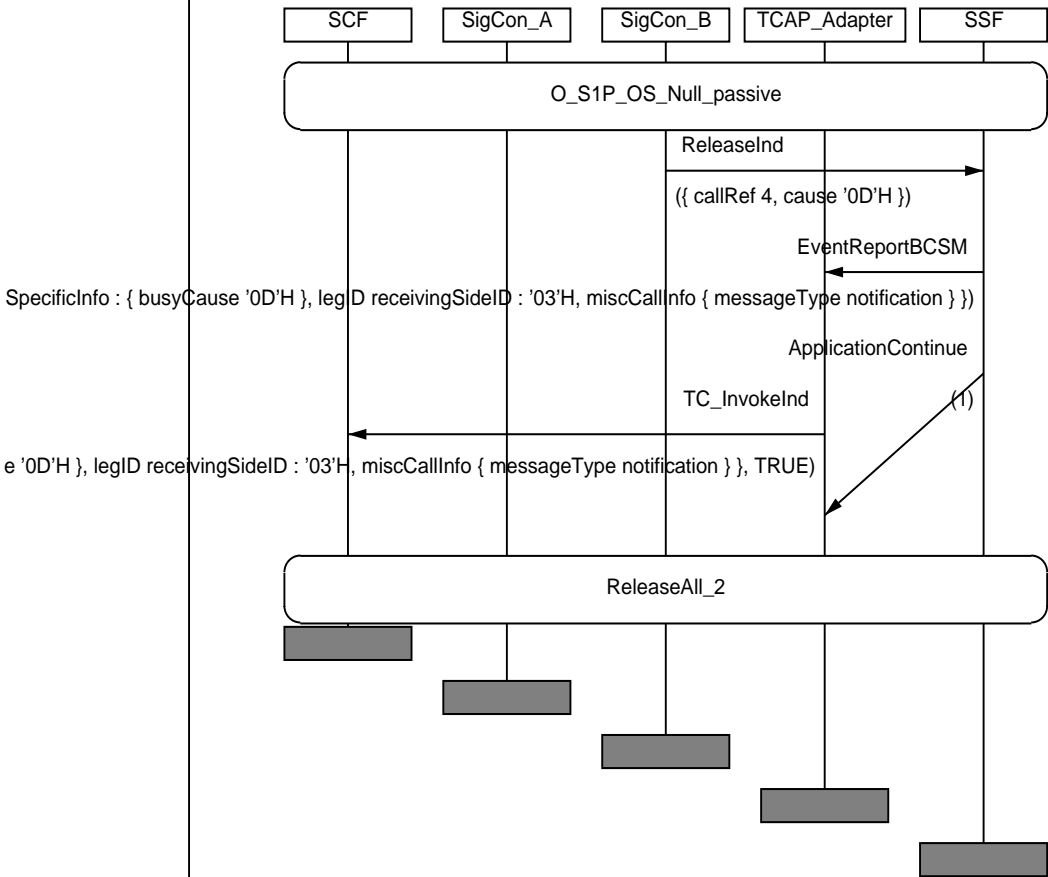 SCF SigCon_A SigCon_B TCAP_Adapter SSF
O_S1P_OS_Null_passive
ReleaseInd
({ callRef 4, cause '0D'H })
EventReportBCSM
SpecificInfo : { busyCause '0D'H }, legID receivingSideID : '03'H, miscCallInfo { messageType notification } })
ApplicationContinue
TC_InvokeInd
(1)
e '0D'H }, legID receivingSideID : '03'H, miscCallInfo { messageType notification } }, TRUE)
ReleaseAll_2